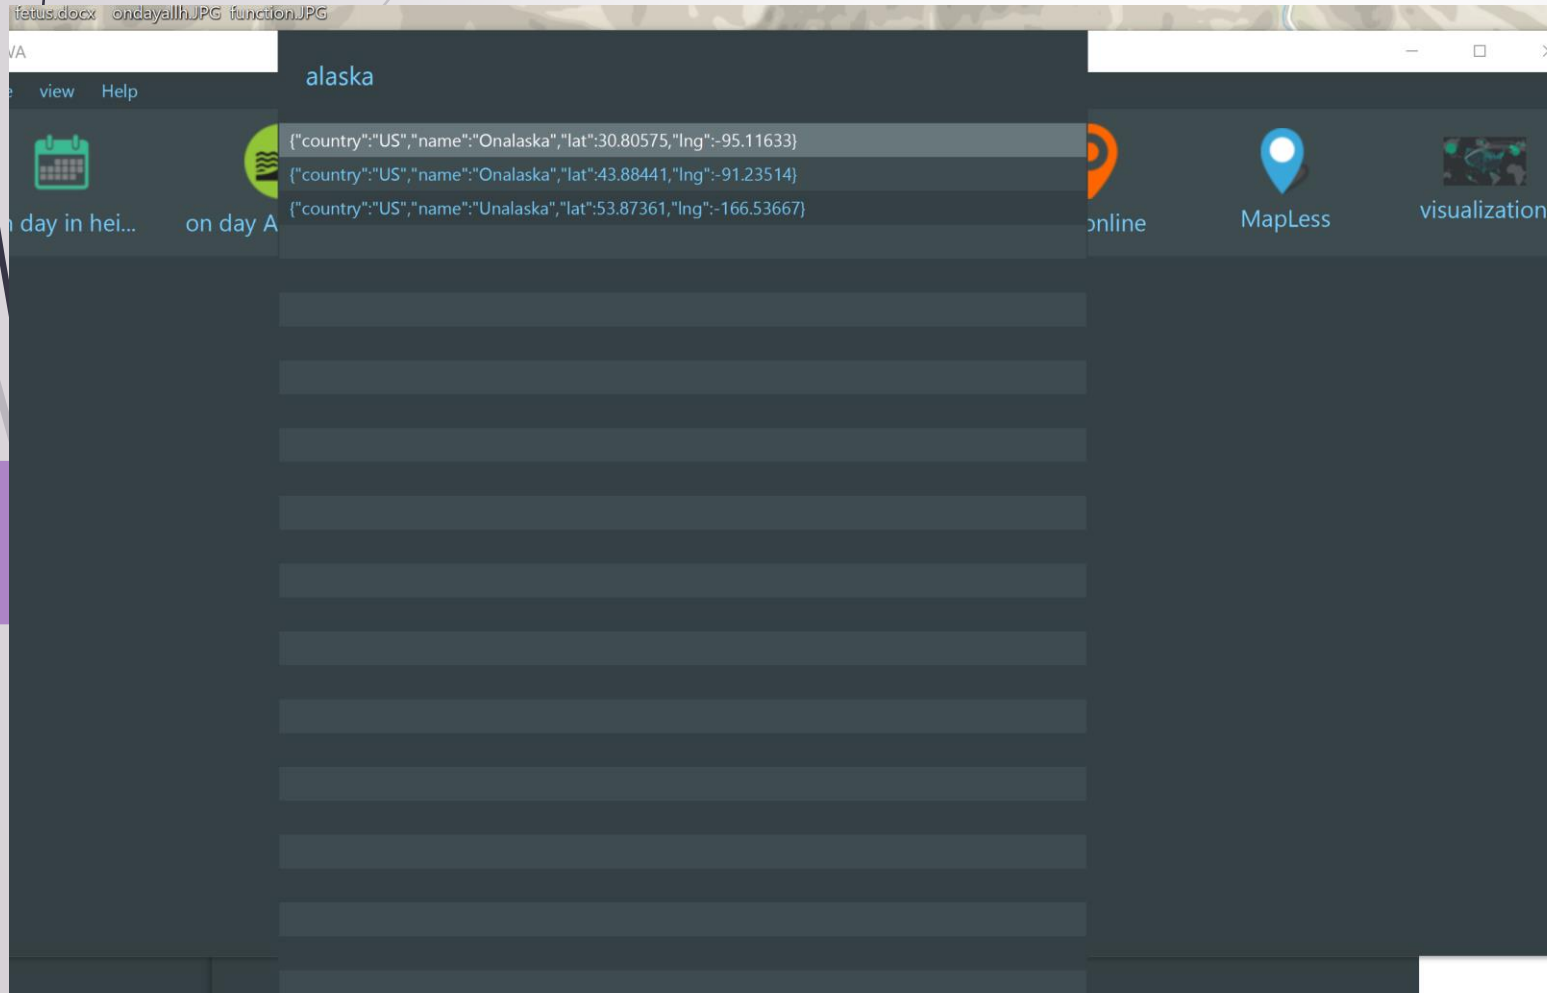 fetus.docx ondayallh.JPG function.JPG
VA
alaska
view Help
{"country":"US","name":"Onalaska","lat":30.80575,"lng":-95.11633}
{"country":"US","name":"Onalaska","lat":43.88441,"lng":-91.23514}
{"country":"US","name":"Unalaska","lat":53.87361,"lng":-166.53667}
day in hei... on day A online MapLess visualization